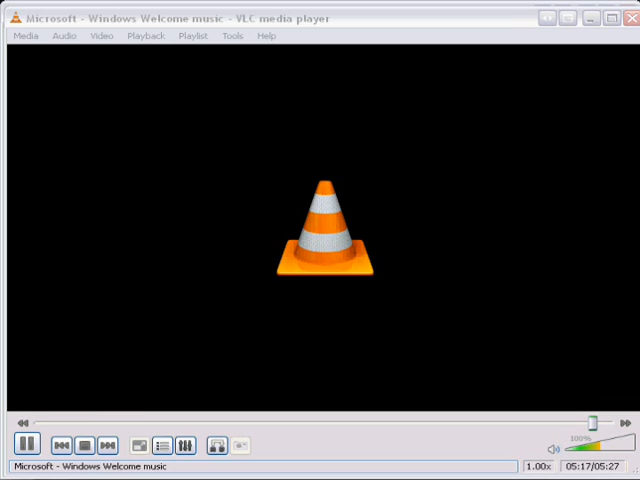 Microsoft - Windows Welcome music - VLC media player
Media Audio Video Playback Playlist Tools Help
100%
Microsoft - Windows Welcome music 1.00x 05:17/05:27